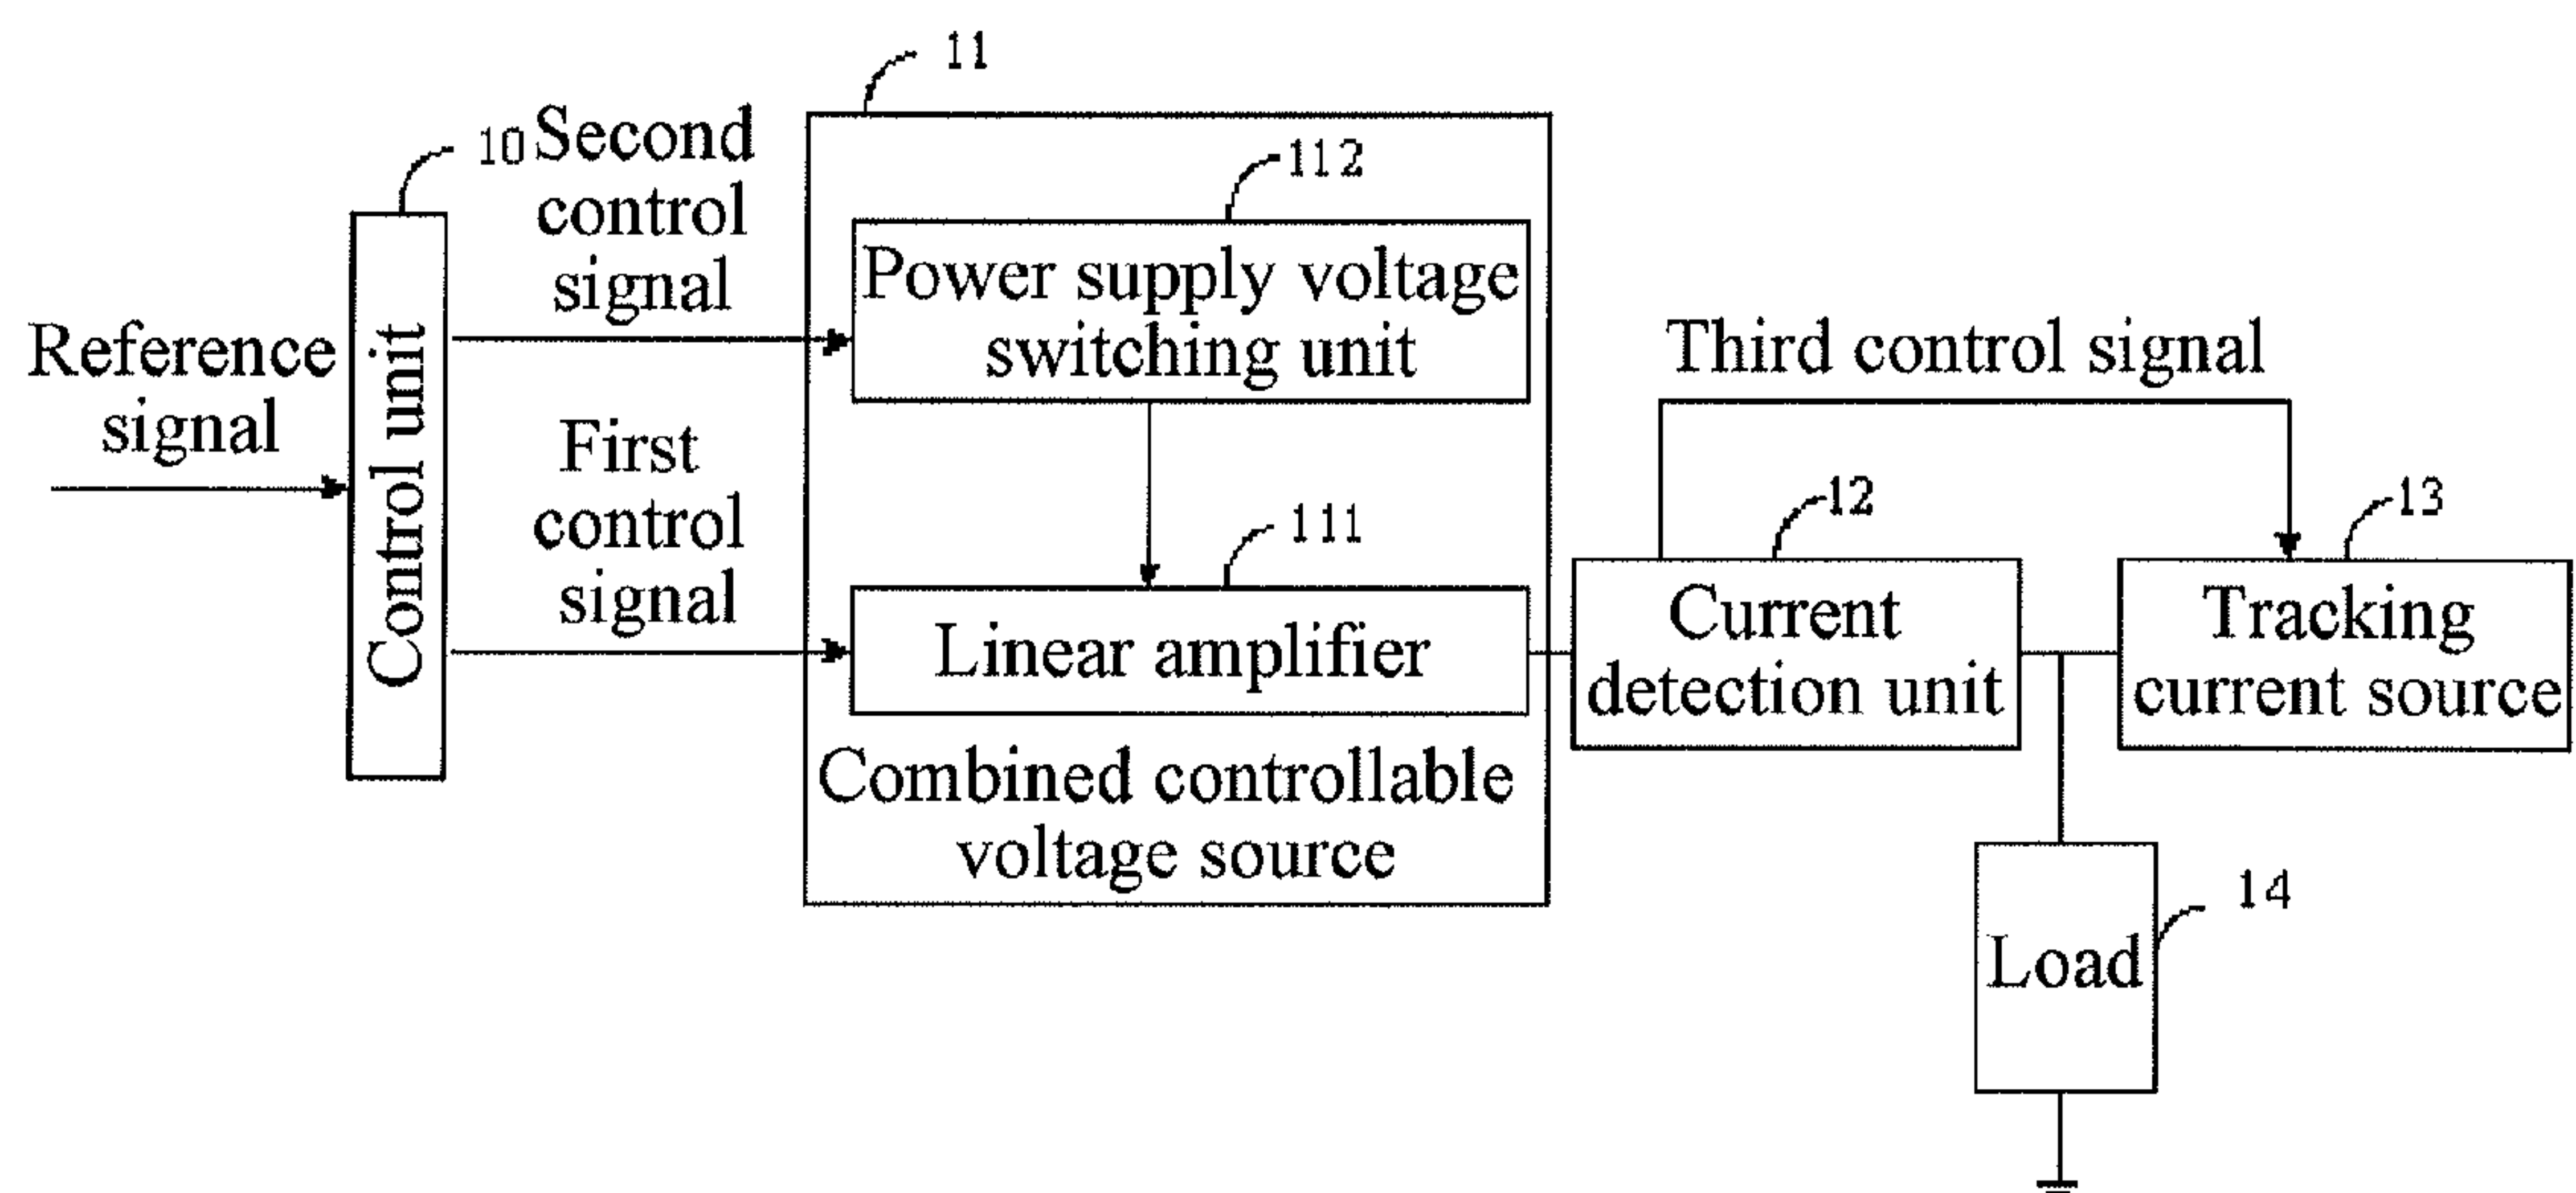 11
10
Second
control
signal
112
Power supply voltage
switching unit
Reference
signal
Control unit
First
control
signal
111
Linear amplifier
Combined controllable
voltage source
Third control signal
12
Current
detection unit
13
Tracking
current source
14
Load